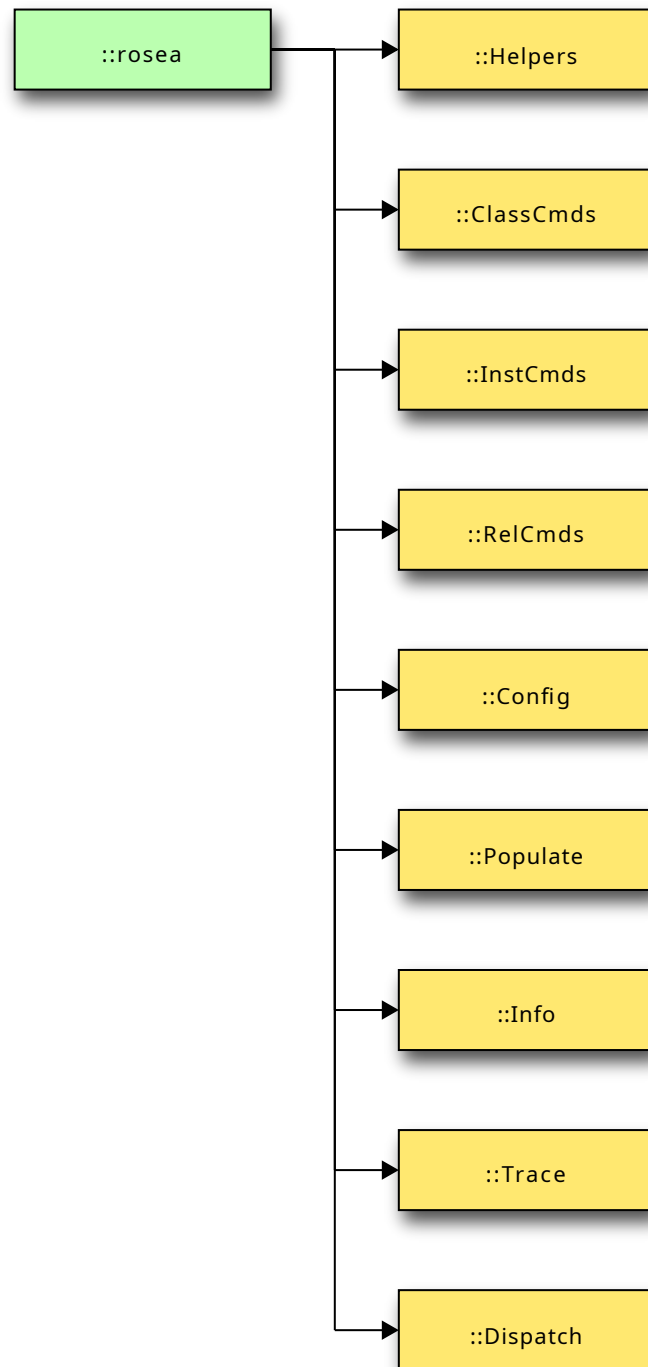 ::rosea
::Helpers
::ClassCmds
::InstCmds
::RelCmds
::Config
::Populate
::Info
::Trace
::Dispatch